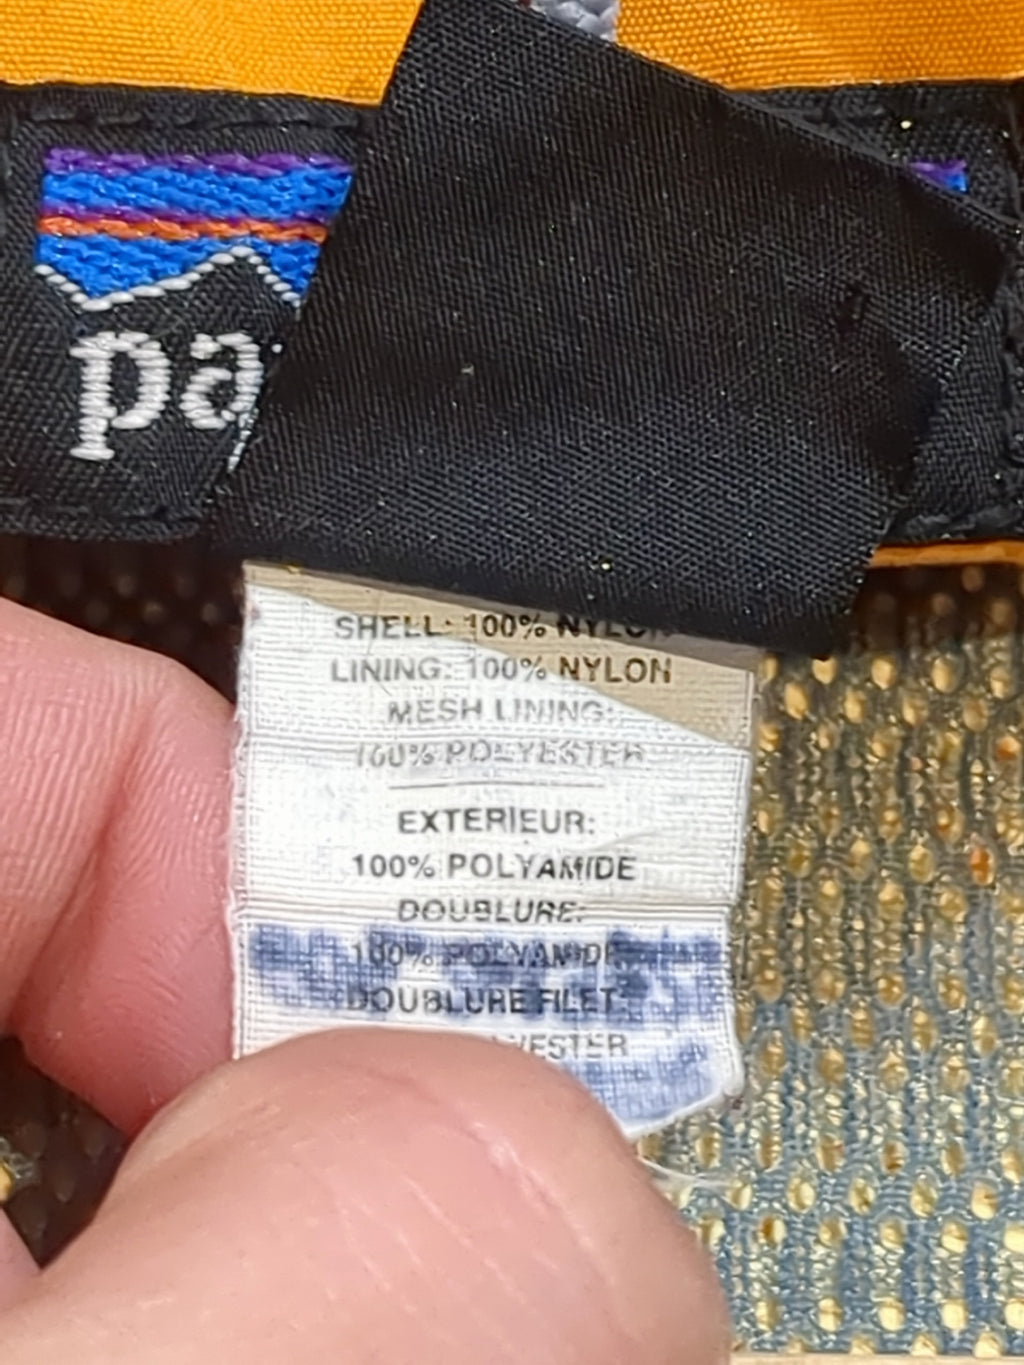 pa
SHELL: 100% NYLON
LINING: 100% NYLON
MESH LINING:
100% POLYESTER
EXTERIEUR:
100% POLYAMIDE
DOUBLURE:
100% POLYAMIDE
DOUBLURE FILET:
YESTER